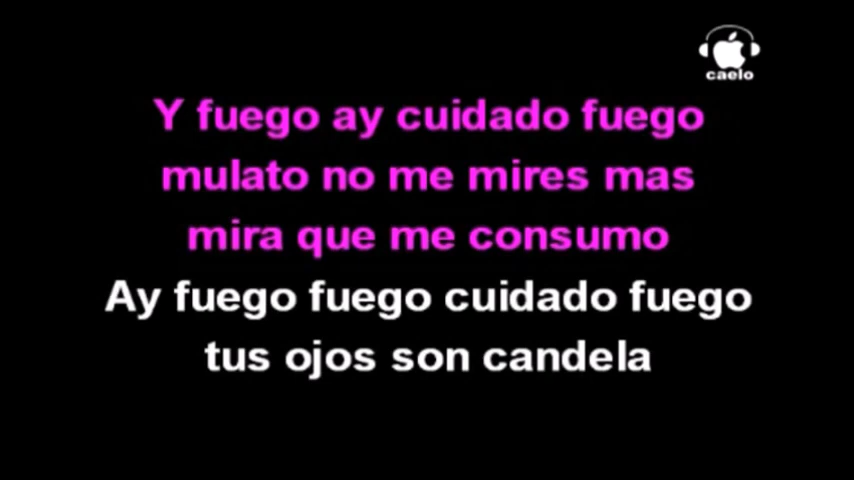 caelo
Y fuego ay cuidado fuego
mulato no me mires mas
mira que me consumo
Ay fuego fuego cuidado fuego
tus ojos son candela